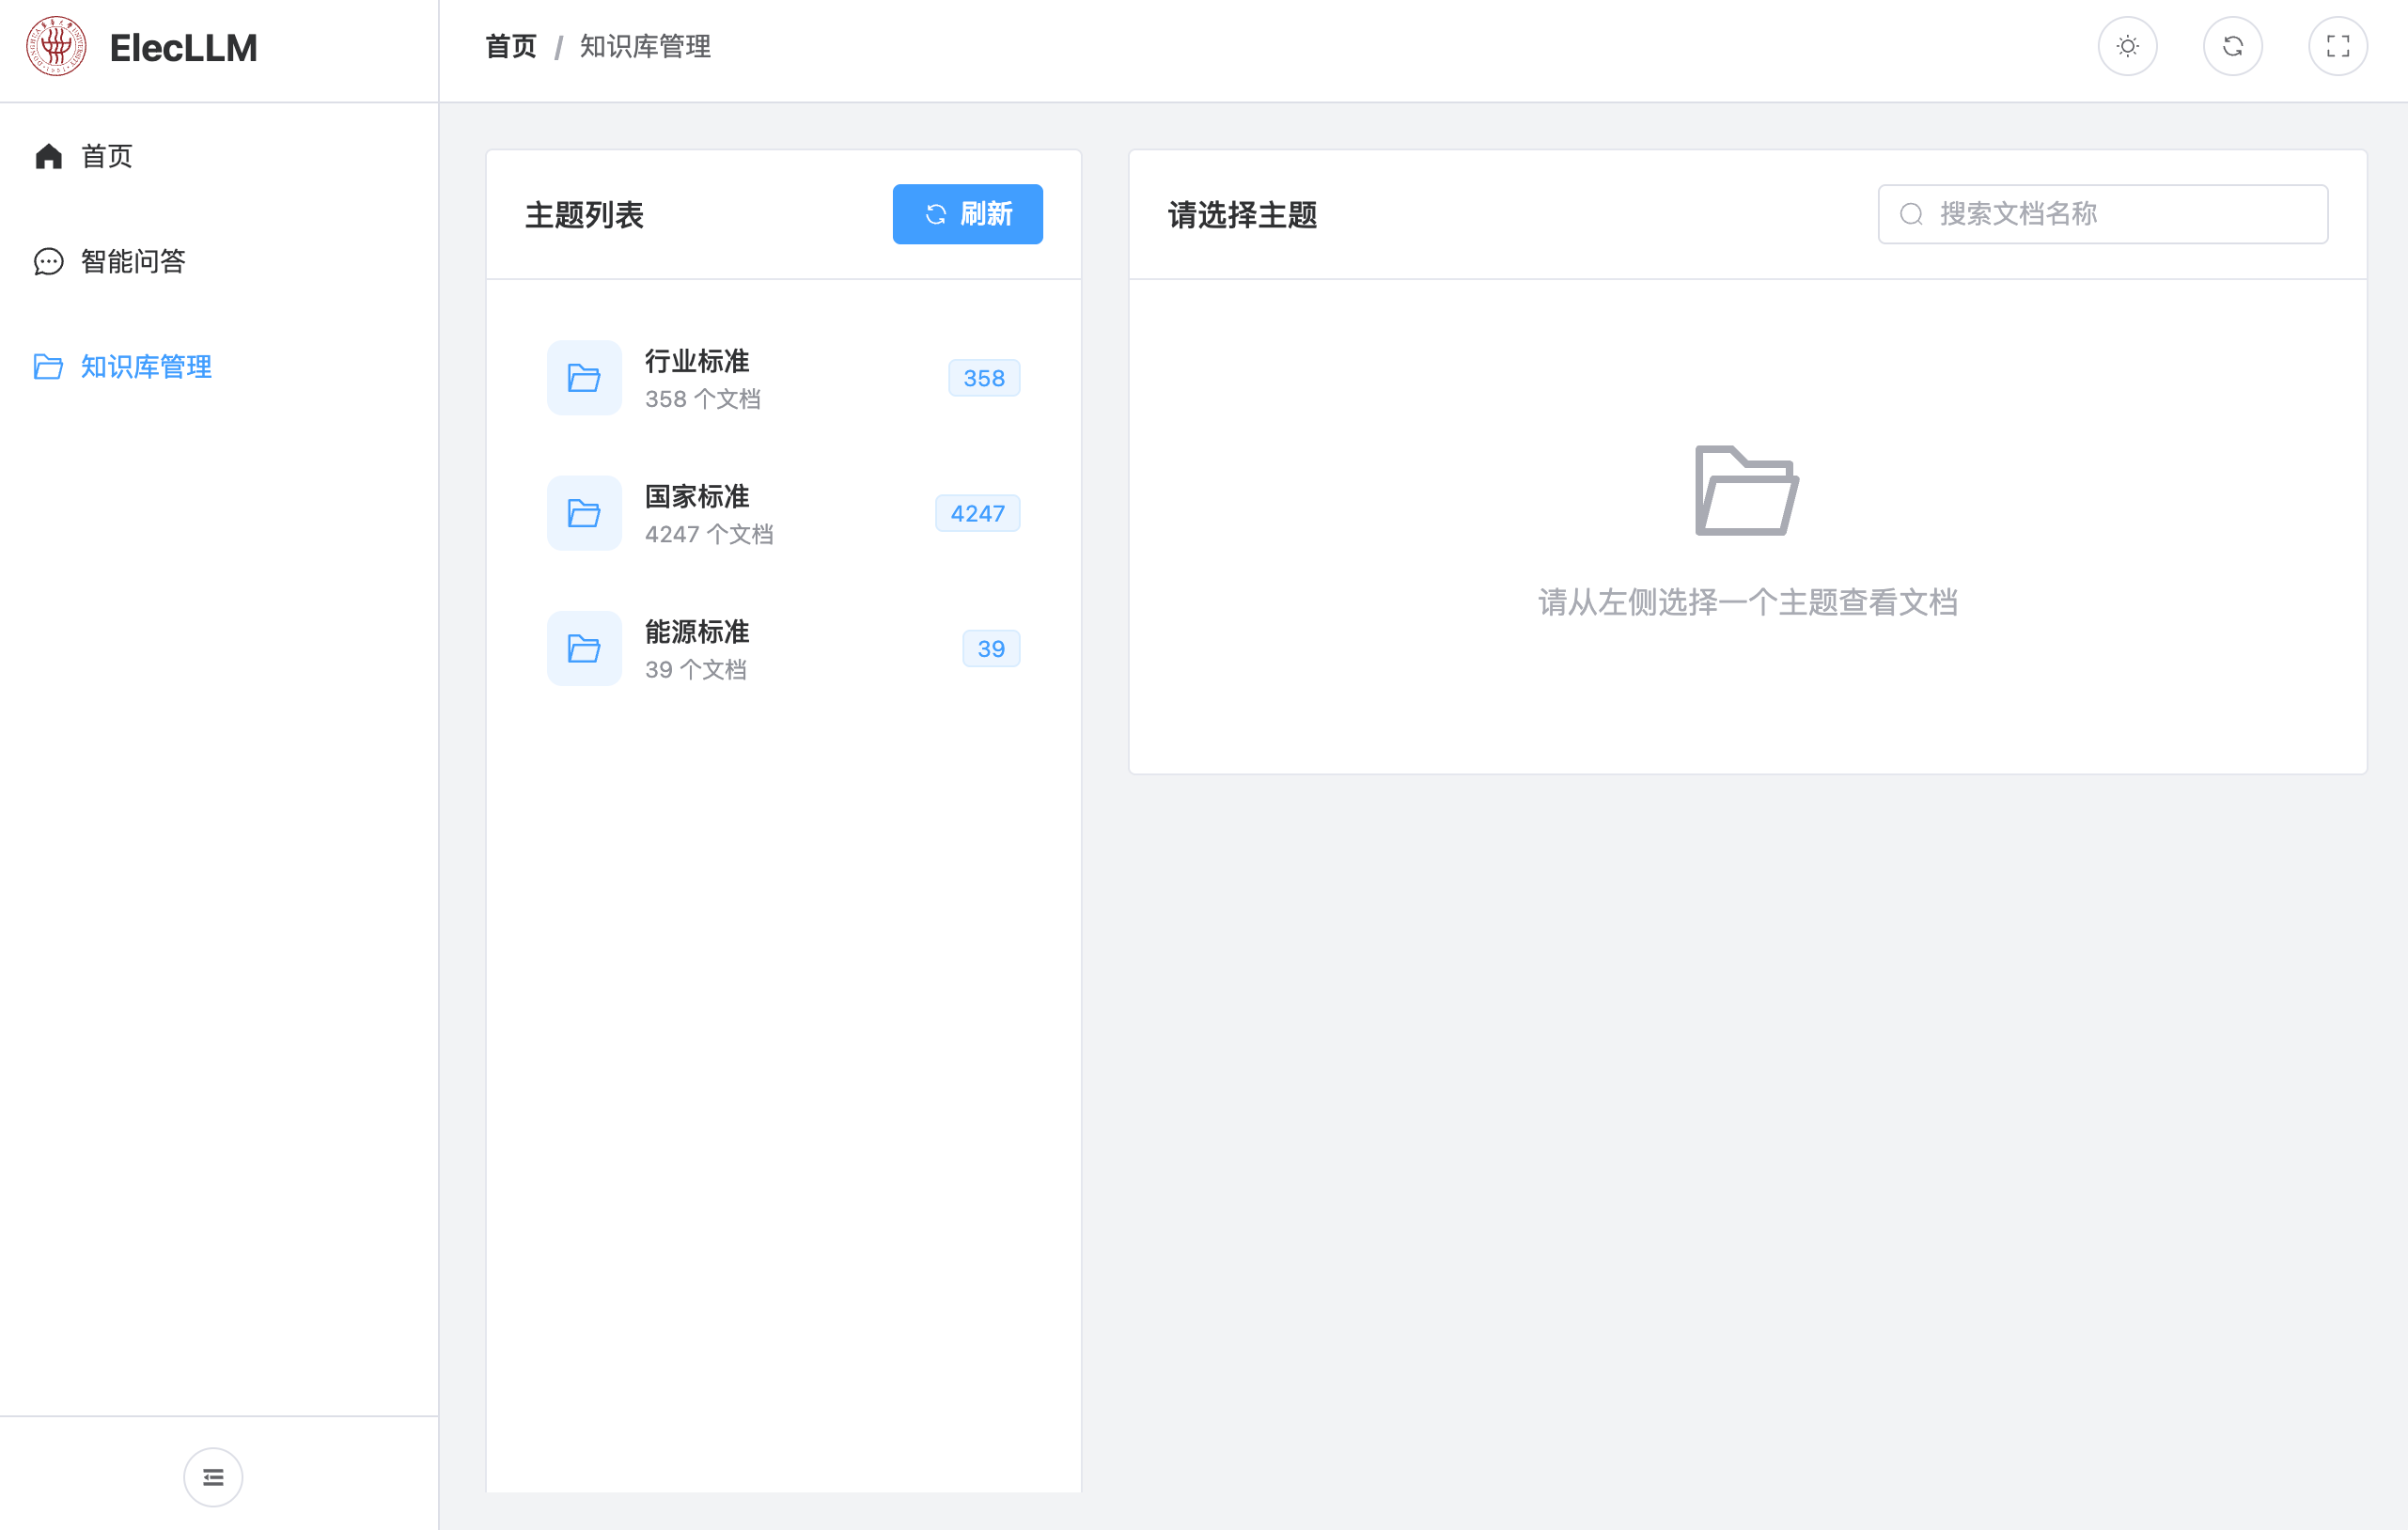 ElecLLM
首页 / 知识库管理
首页
智能问答
知识库管理
主题列表
刷新
行业标准
358 个文档
358
国家标准
4247 个文档
4247
能源标准
39 个文档
39
请选择主题
搜索文档名称
请从左侧选择一个主题查看文档